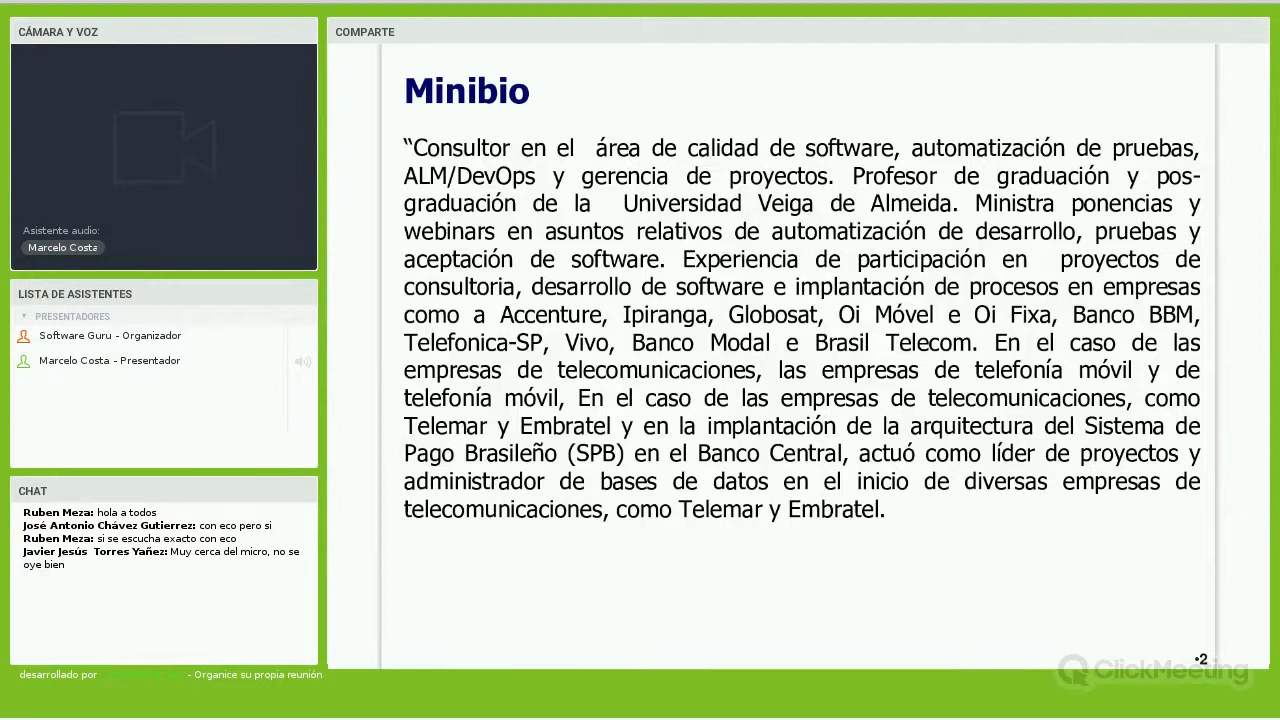 CÁMARA Y VOZ
Asistente audio:
Marcelo Costa
LISTA DE ASISTENTES
PRESENTADORES
Software Guru - Organizador
Marcelo Costa - Presentador
CHAT
Ruben Meza: hola a todos
José Antonio Chávez Gutierrez: con eco pero si
Ruben Meza: si se escucha exacto con eco
Javier Jesús Torres Yañez: Muy cerca del micro, no se
oye bien
desarrollado por - Organice su propia reunión
COMPARTE
Minibio
“Consultor en el área de calidad de software, automatización de pruebas,
ALM/DevOps y gerencia de proyectos. Profesor de graduación y pos-
graduación de la Universidad Veiga de Almeida. Ministra ponencias y
webinars en asuntos relativos de automatización de desarrollo, pruebas y
aceptación de software. Experiencia de participación en proyectos de
consultoria, desarrollo de software e implantación de procesos en empresas
como a Accenture, Ipiranga, Globosat, Oi Móvel e Oi Fixa, Banco BBM,
Telefonica-SP, Vivo, Banco Modal e Brasil Telecom. En el caso de las
empresas de telecomunicaciones, las empresas de telefonía móvil y de
telefonía móvil, En el caso de las empresas de telecomunicaciones, como
Telemar y Embratel y en la implantación de la arquitectura del Sistema de
Pago Brasileño (SPB) en el Banco Central, actuó como líder de proyectos y
administrador de bases de datos en el inicio de diversas empresas de
telecomunicaciones, como Telemar y Embratel.
•2
ClickMeeting